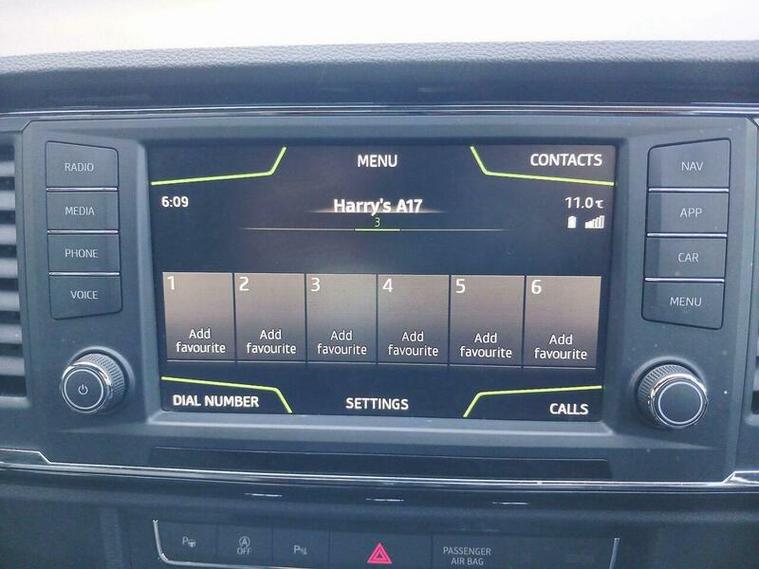 RADIO
MEDIA
PHONE
VOICE
MENU
CONTACTS
6:09
Harry's A17
3
11.0 °C
1 2 3 4 5 6
Add favourite
Add favourite
Add favourite
Add favourite
Add favourite
Add favourite
DIAL NUMBER
SETTINGS
CALLS
NAV
APP
CAR
MENU
P
A
OFF
P
PASSENGER
AIR BAG